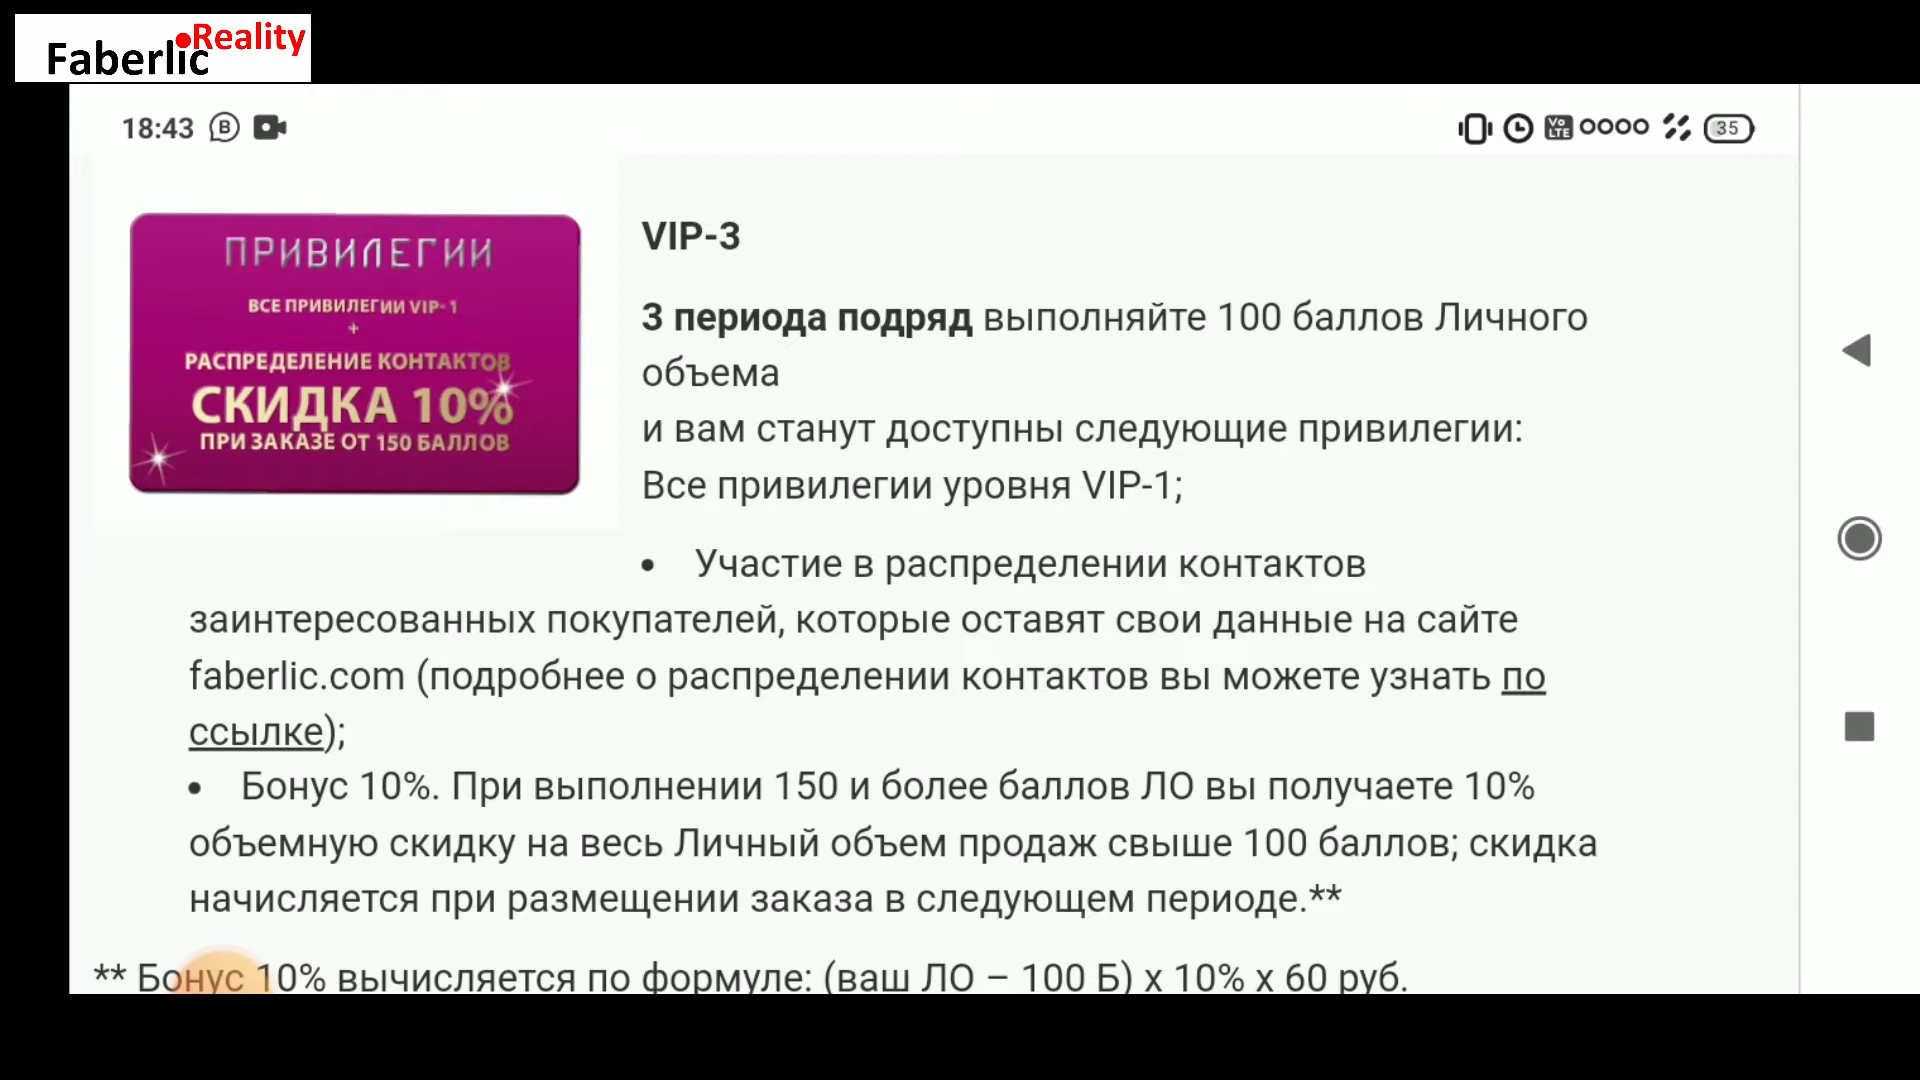 Faberlic Reality
18:43
Vo LTE 35
ПРИВИЛЕГИИ
ВСЕ ПРИВИЛЕГИИ VIP-1
+
РАСПРЕДЕЛЕНИЕ КОНТАКТОВ
СКИДКА 10%
ПРИ ЗАКАЗЕ ОТ 150 БАЛЛОВ
VIP-3
3 периода подряд выполняйте 100 баллов Личного
объема
и вам станут доступны следующие привилегии:
Все привилегии уровня VIP-1;
• Участие в распределении контактов
заинтересованных покупателей, которые оставят свои данные на сайте
faberlic.com (подробнее о распределении контактов вы можете узнать по
ссылке);
• Бонус 10%. При выполнении 150 и более баллов ЛО вы получаете 10%
объемную скидку на весь Личный объем продаж свыше 100 баллов; скидка
начисляется при размещении заказа в следующем периоде.**
** Бонус 10% вычисляется по формуле: (ваш ЛО – 100 Б) х 10% х 60 руб.